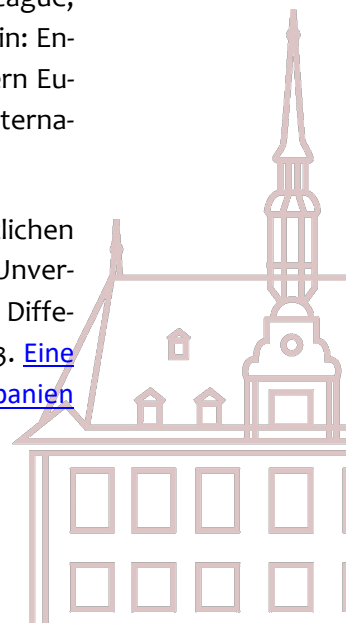 eague,
in: En-
rn Eu-
terna-
lichen
Unver-
Diffe-
3. Eine
panien